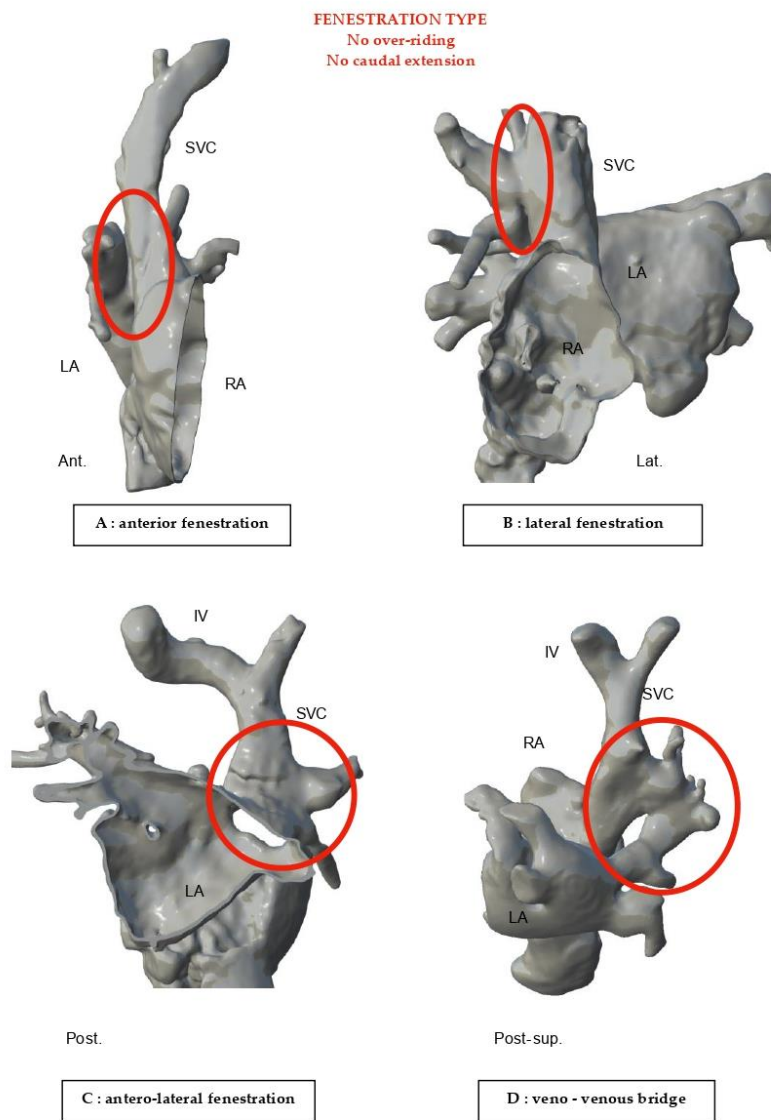 FENESTRATION TYPE
No over-riding
No caudal extension
SVC
LA
RA
Ant.
A : anterior fenestration
SVC
LA
RA
Lat.
B : lateral fenestration
IV
SVC
LA
Post.
C : antero-lateral fenestration
IV
SVC
RA
LA
Post-sup.
D : veno - venous bridge